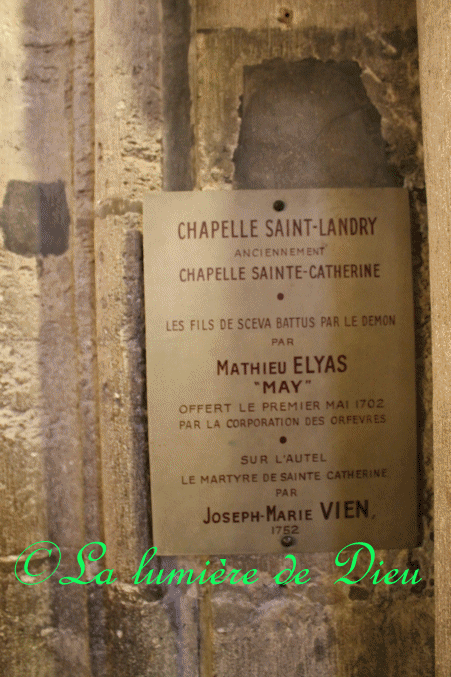 CHAPELLE SAINT-LANDRY
ANCIENNEMENT
CHAPELLE SAINTE-CATHERINE
LES FILS DE SCEVA BATTUS PAR LE DEMON
PAR
MATHIEU ELYAS
"MAY"
OFFERT LE PREMIER MAI 1702
PAR LA CORPORATION DES ORFEVRES
SUR L'AUTEL
LE MARTYRE DE SAINTE CATHERINE
PAR
JOSEPH-MARIE VIEN,
1752
© La lumière de Dieu